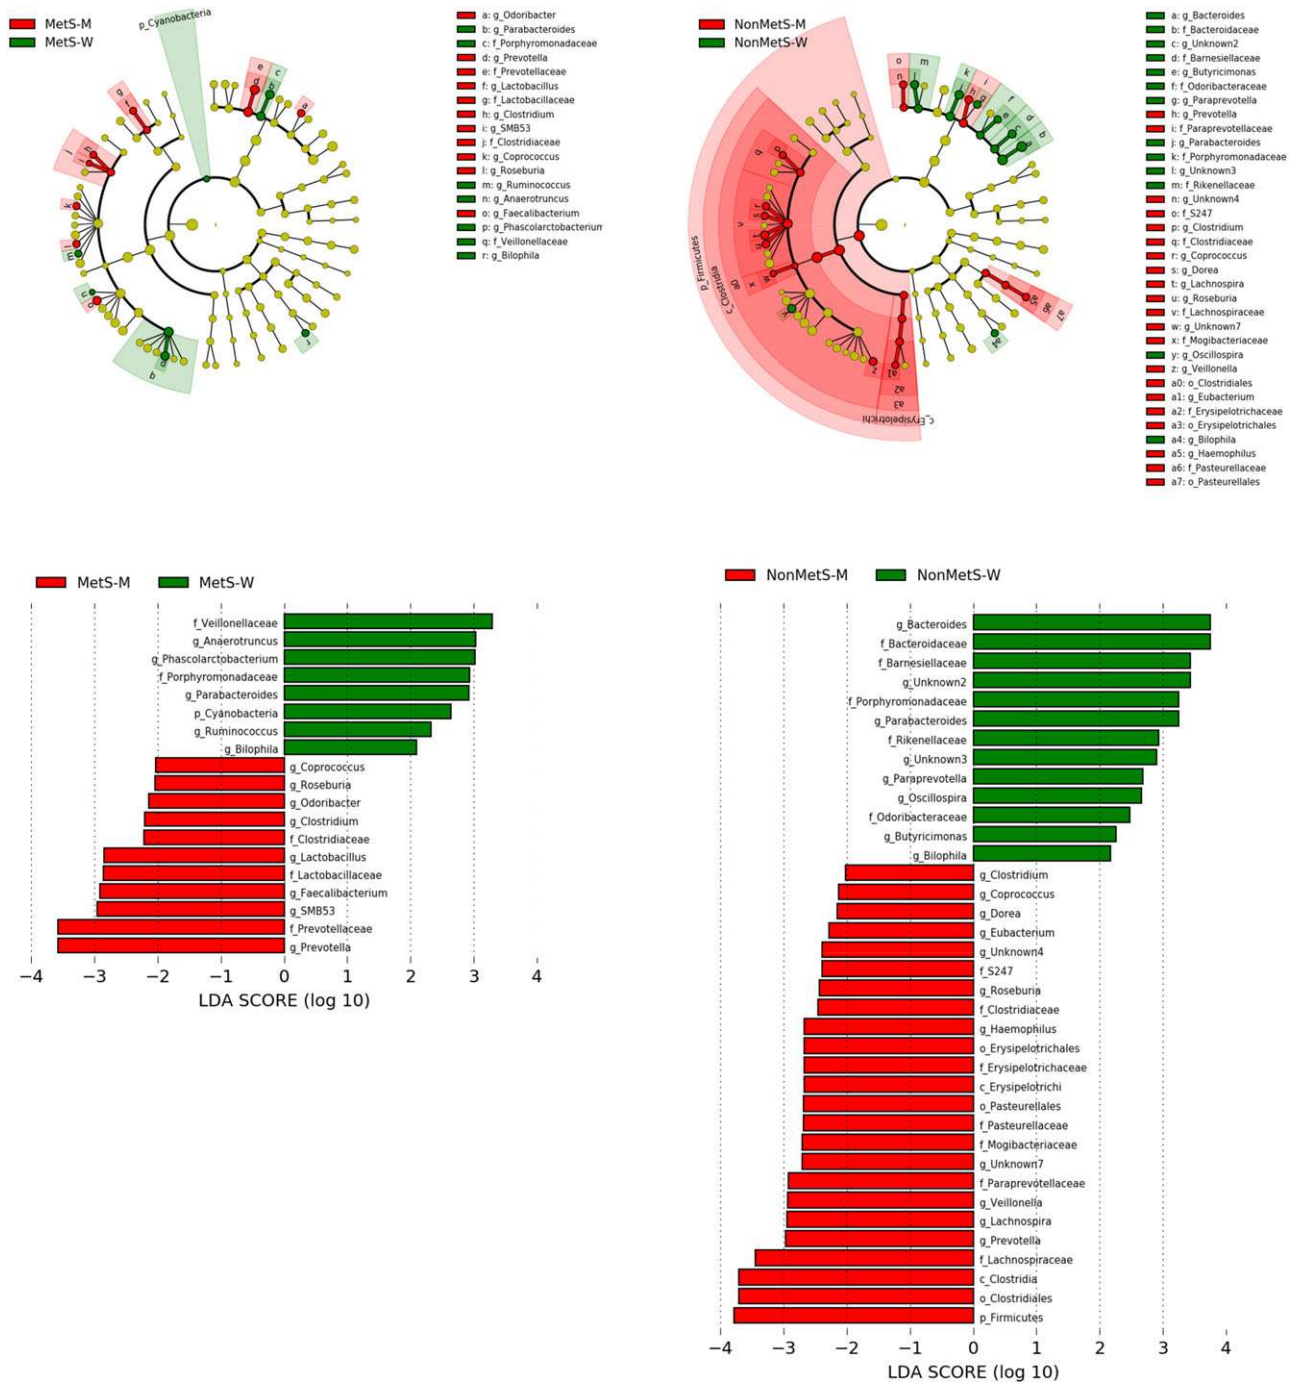 MetS-M
MetS-W
p_Cyanobacteria
e
c
d
b
a
g
f
j
h
i
k
l
m
n
o
p
q
r
a: g_Odoribacter
b: g_Parabacteroides
c: f_Porphyromonadaceae
d: g_Prevotella
e: f_Prevotellaceae
f: g_Lactobacillus
g: f_Lactobacillaceae
h: g_Clostridium
i: g_SMB53
j: f_Clostridiaceae
k: g_Coprococcus
l: g_Roseburia
m: g_Ruminococcus
n: g_Anaerotruncus
o: g_Faecalibacterium
p: g_Phascolarctobacterium
q: f_Veillonellaceae
r: g_Bilophila
NonMetS-M
NonMetS-W
o
m
n
l
k
i
h
g
f
e
d
c
b
a
q
p
r
s
t
u
v
w
x
a0
y
z
a1
a2
a3
a4
a5
a6
a7
p_Firmicutes
c_Clostridia
c_Erysipelotrichi
a: g_Bacteroides
b: f_Bacteroidaceae
c: g_Unknown2
d: f_Barnesiellaceae
e: g_Butyricimonas
f: f_Odoribacteraceae
g: g_Paraprevotella
h: g_Prevotella
i: f_Paraprevotellaceae
j: g_Parabacteroides
k: f_Porphyromonadaceae
l: g_Unknown3
m: f_Rikenellaceae
n: g_Unknown4
o: f_S247
p: g_Clostridium
q: f_Clostridiaceae
r: g_Coprococcus
s: g_Dorea
t: g_Lachnospira
u: g_Roseburia
v: f_Lachnospiraceae
w: g_Unknown7
x: f_Mogibacteriaceae
y: g_Oscillospira
z: g_Veillonella
a0: o_Clostridiales
a1: g_Eubacterium
a2: f_Erysipelotrichaceae
a3: o_Erysipelotrichales
a4: g_Bilophila
a5: g_Haemophilus
a6: f_Pasteurellaceae
a7: o_Pasteurellales
MetS-M MetS-W
f_Veillonellaceae
g_Anaerotruncus
g_Phascolarctobacterium
f_Porphyromonadaceae
g_Parabacteroides
p_Cyanobacteria
g_Ruminococcus
g_Bilophila
g_Coprococcus
g_Roseburia
g_Odoribacter
g_Clostridium
f_Clostridiaceae
g_Lactobacillus
f_Lactobacillaceae
g_Faecalibacterium
g_SMB53
f_Prevotellaceae
g_Prevotella
−4 −3 −2 −1 0 1 2 3 4
LDA SCORE (log 10)
NonMetS-M NonMetS-W
g_Bacteroides
f_Bacteroidaceae
f_Barnesiellaceae
g_Unknown2
f_Porphyromonadaceae
g_Parabacteroides
f_Rikenellaceae
g_Unknown3
g_Paraprevotella
g_Oscillospira
f_Odoribacteraceae
g_Butyricimonas
g_Bilophila
g_Clostridium
g_Coprococcus
g_Dorea
g_Eubacterium
g_Unknown4
f_S247
g_Roseburia
f_Clostridiaceae
g_Haemophilus
o_Erysipelotrichales
f_Erysipelotrichaceae
c_Erysipelotrichi
o_Pasteurellales
f_Pasteurellaceae
f_Mogibacteriaceae
g_Unknown7
f_Paraprevotellaceae
g_Veillonella
g_Lachnospira
g_Prevotella
f_Lachnospiraceae
c_Clostridia
o_Clostridiales
p_Firmicutes
−4 −3 −2 −1 0 1 2 3 4
LDA SCORE (log 10)